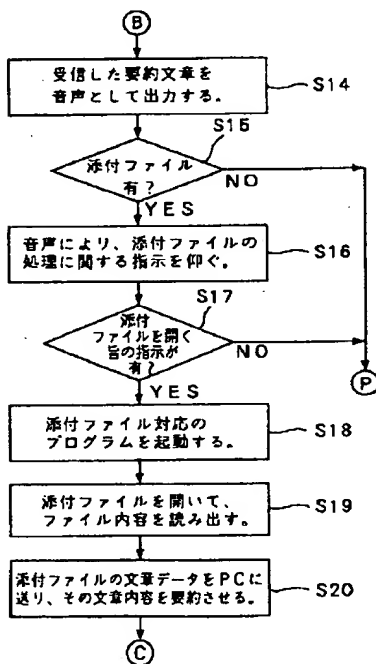 B
受信した要約文章を
音声として出力する。
S14
S15
添付ファイル
有?
NO
YES
音声により、添付ファイルの
処理に関する指示を仰ぐ。
S16
S17
添付
ファイルを開く
旨の指示が
有?
NO
P
YES
添付ファイル対応の
プログラムを起動する。
S18
添付ファイルを開いて、
ファイル内容を読み出す。
S19
添付ファイルの文章データをPCに
送り、その文章内容を要約させる。
S20
C